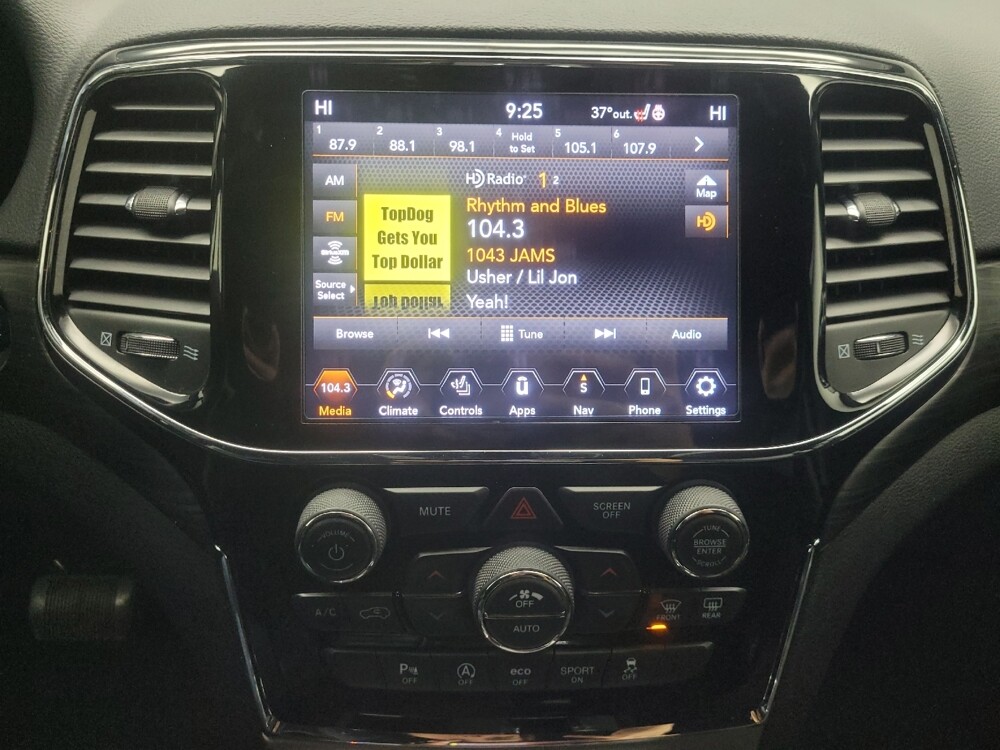 HI 9:25 37°out. HI
1 2 3 4 Hold 5 6
87.9 88.1 98.1 to Set 105.1 107.9
AM
FM
SiriusXM
Source
Select
TopDog
Gets You
Top Dollar
HD Radio 1 2
Rhythm and Blues
104.3
1043 JAMS
Usher / Lil Jon
Yeah!
Map
HD
Browse Tune Audio
104.3 S
Media Climate Controls Apps Nav Phone Settings
VOLUME
MUTE
SCREEN
OFF
TUNE
BROWSE
ENTER
SCROLL
A/C
OFF
AUTO
FRONT
REAR
P OFF
A OFF
eco OFF
SPORT ON
OFF